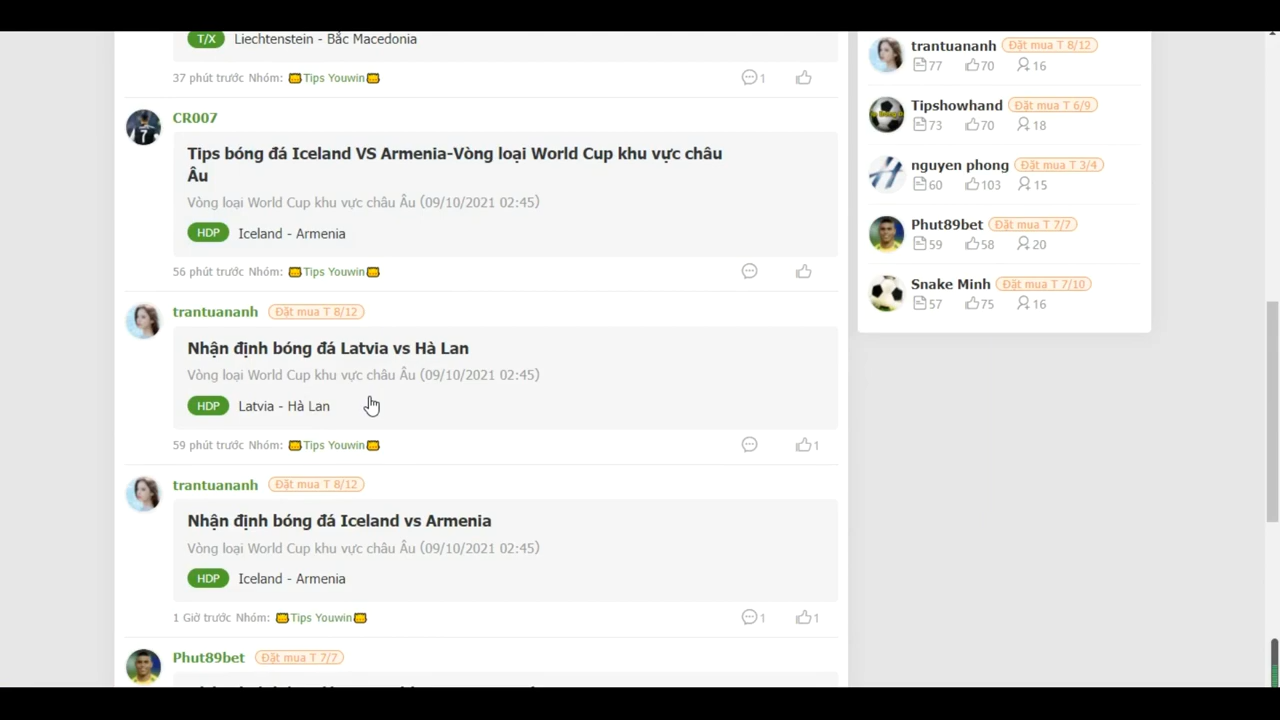 T/X Liechtenstein - Bắc Macedonia
37 phút trước Nhóm: Tips Youwin 1
CR007
Tips bóng đá Iceland VS Armenia-Vòng loại World Cup khu vực châu
Âu
Vòng loại World Cup khu vực châu Âu (09/10/2021 02:45)
HDP Iceland - Armenia
56 phút trước Nhóm: Tips Youwin
trantuananh Đặt mua T 8/12
Nhận định bóng đá Latvia vs Hà Lan
Vòng loại World Cup khu vực châu Âu (09/10/2021 02:45)
HDP Latvia - Hà Lan
59 phút trước Nhóm: Tips Youwin 1
trantuananh Đặt mua T 8/12
Nhận định bóng đá Iceland vs Armenia
Vòng loại World Cup khu vực châu Âu (09/10/2021 02:45)
HDP Iceland - Armenia
1 Giờ trước Nhóm: Tips Youwin 1 1
Phut89bet Đặt mua T 7/7
trantuananh Đặt mua T 8/12
77 70 16
Tipshowhand Đặt mua T 6/9
73 70 18
nguyen phong Đặt mua T 3/4
60 103 15
Phut89bet Đặt mua T 7/7
59 58 20
Snake Minh Đặt mua T 7/10
57 75 16